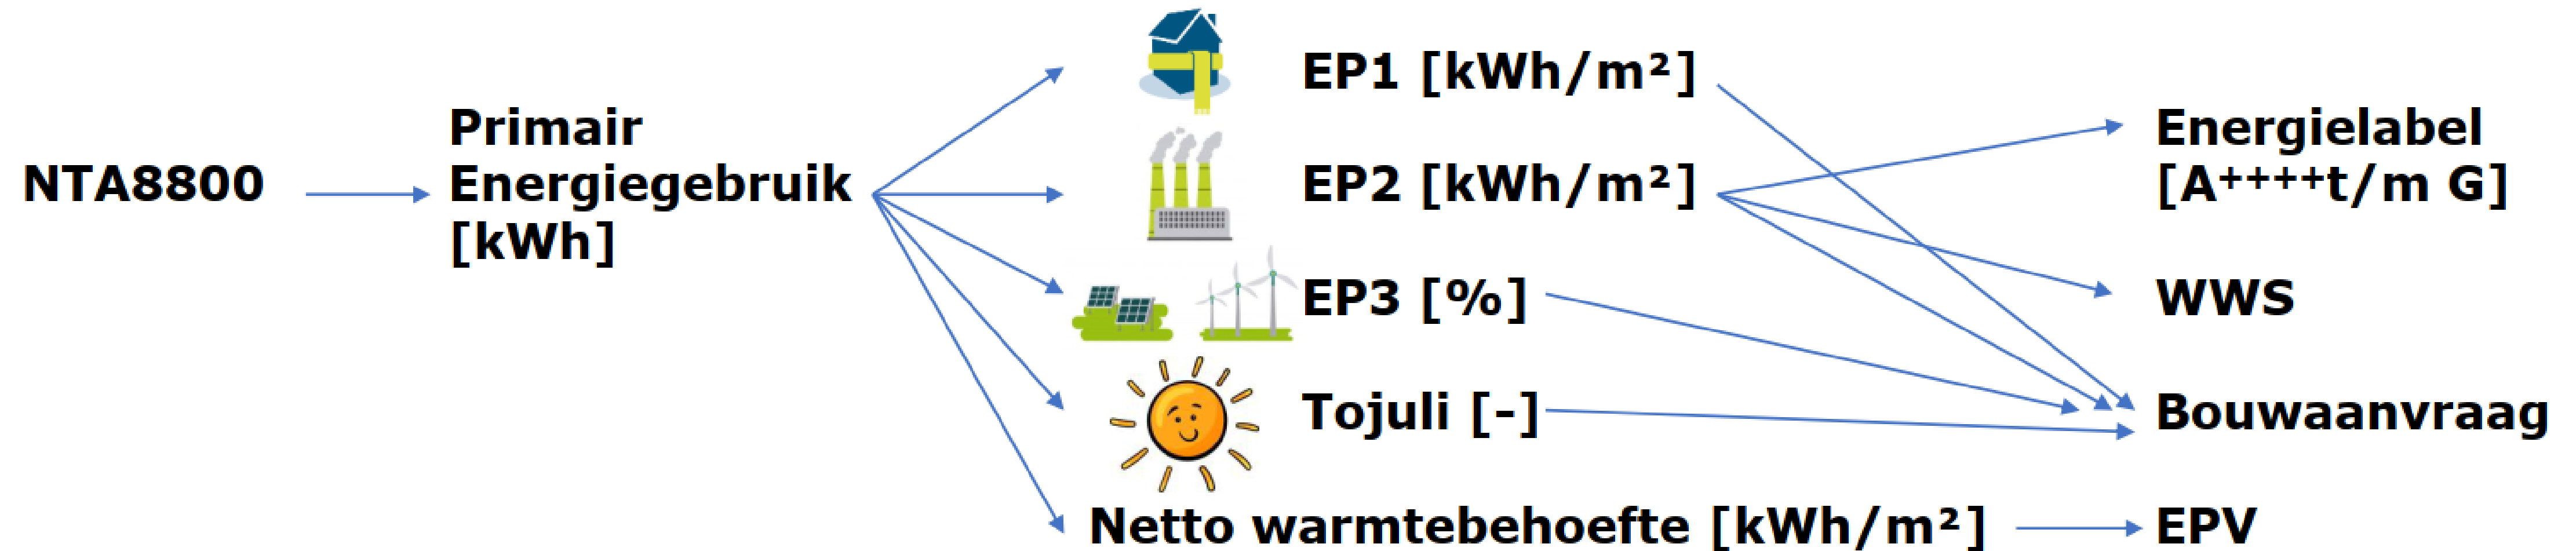 NTA8800
Primair
Energiegebruik
[kWh]
EP1 [kWh/m²]
EP2 [kWh/m²]
EP3 [%]
Tojuli [-]
Netto warmtebehoefte [kWh/m²]
Energielabel
[A⁺⁺⁺⁺t/m G]
WWS
Bouwaanvraag
EPV